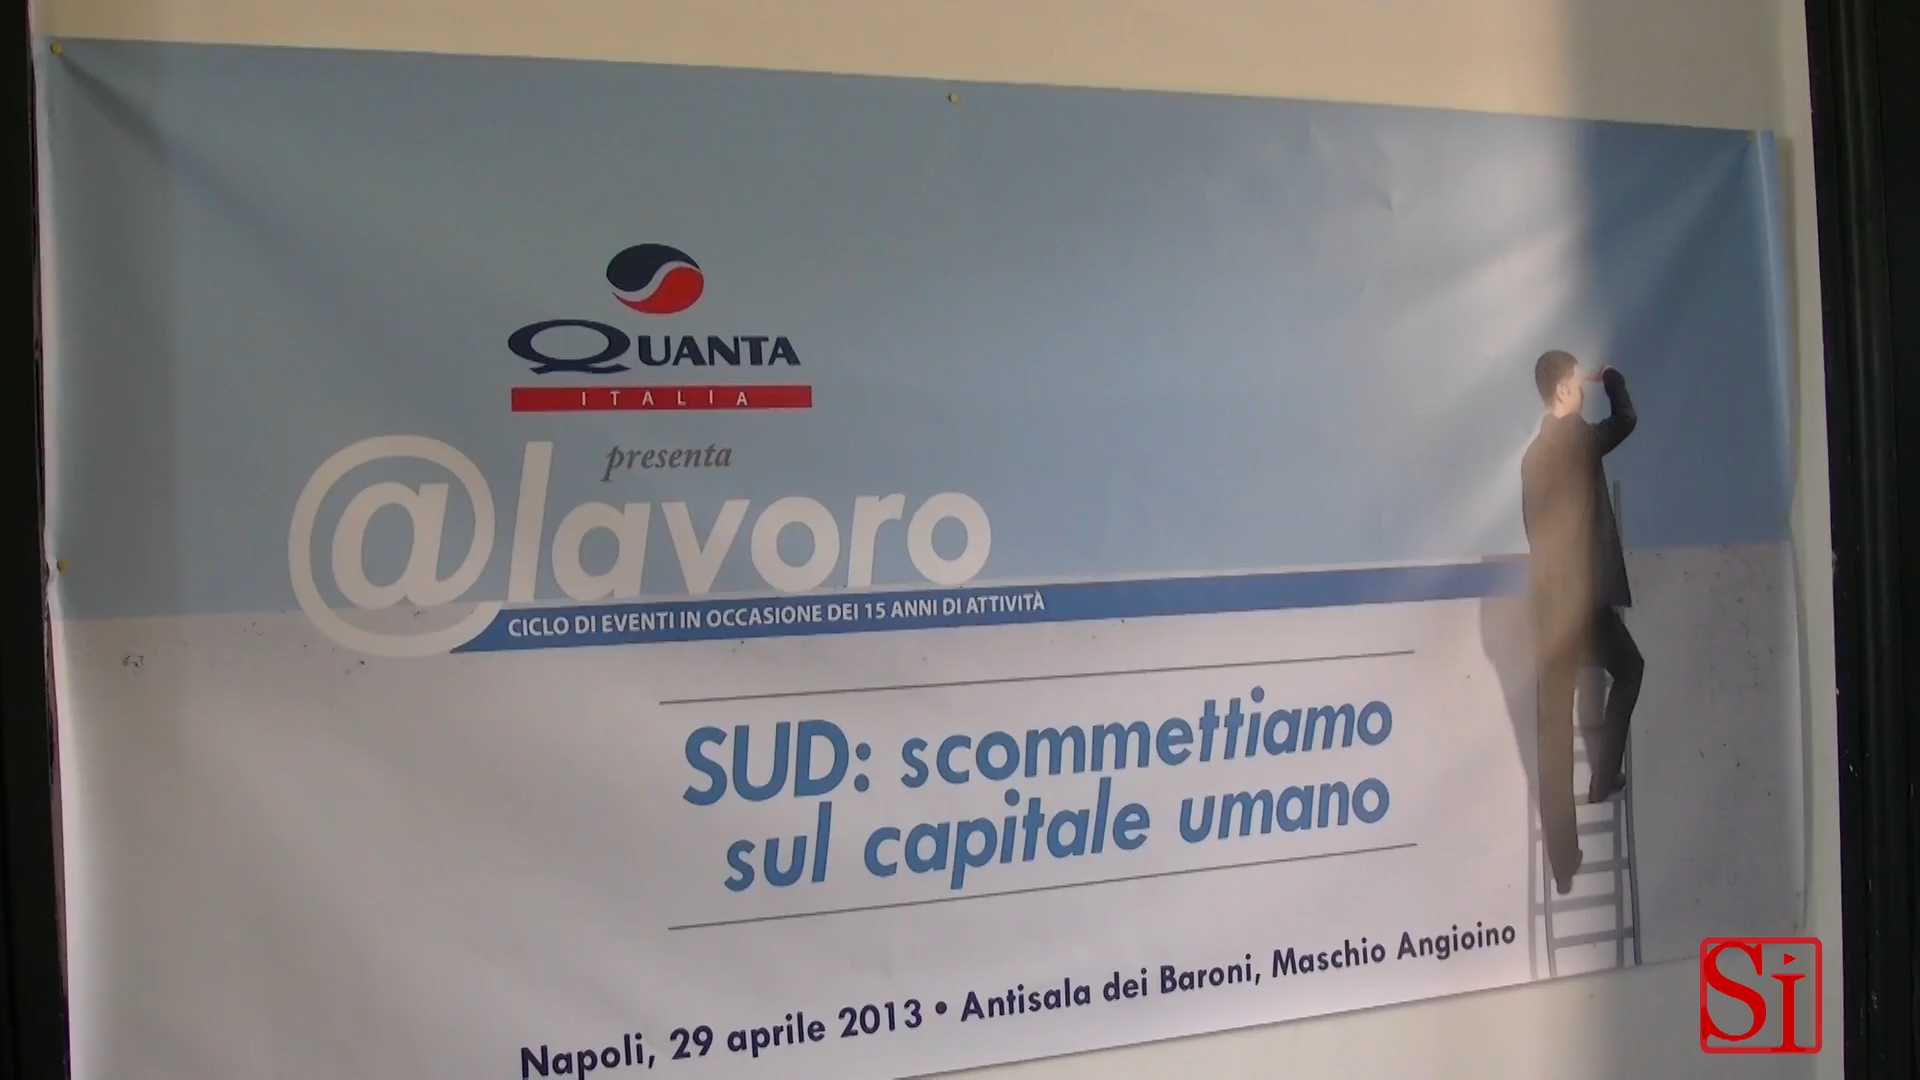 QUANTA
ITALIA
presenta
@lavoro
CICLO DI EVENTI IN OCCASIONE DEI 15 ANNI DI ATTIVITÀ
SUD: scommettiamo
sul capitale umano
Napoli, 29 aprile 2013 • Antisala dei Baroni, Maschio Angioino
Si